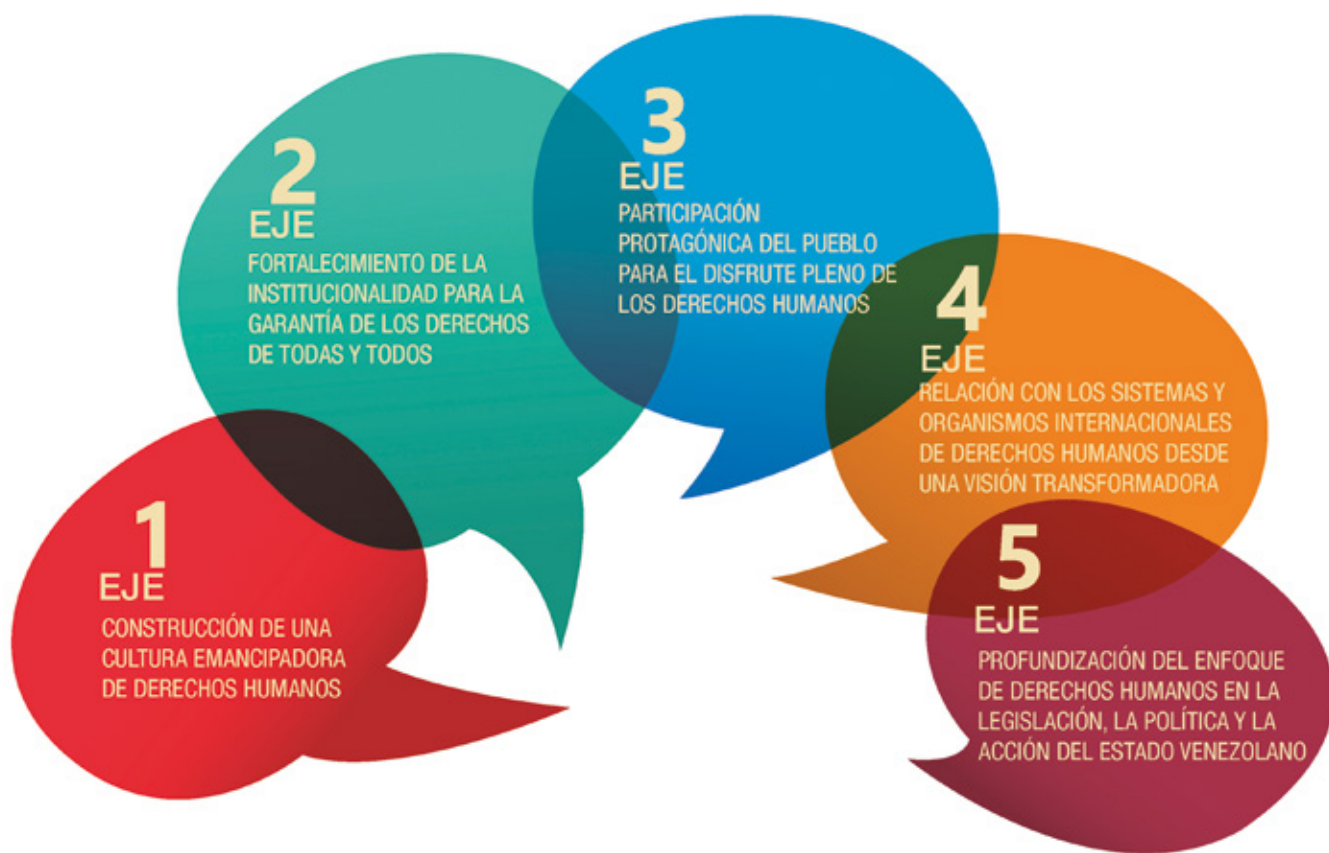 1
EJE
CONSTRUCCIÓN DE UNA
CULTURA EMANCIPADORA
DE DERECHOS HUMANOS
2
EJE
FORTALECIMIENTO DE LA
INSTITUCIONALIDAD PARA LA
GARANTÍA DE LOS DERECHOS
DE TODAS Y TODOS
3
EJE
PARTICIPACIÓN
PROTAGÓNICA DEL PUEBLO
PARA EL DISFRUTE PLENO DE
LOS DERECHOS HUMANOS
4
EJE
RELACIÓN CON LOS SISTEMAS Y
ORGANISMOS INTERNACIONALES
DE DERECHOS HUMANOS DESDE
UNA VISIÓN TRANSFORMADORA
5
EJE
PROFUNDIZACIÓN DEL ENFOQUE
DE DERECHOS HUMANOS EN LA
LEGISLACIÓN, LA POLÍTICA Y LA
ACCIÓN DEL ESTADO VENEZOLANO